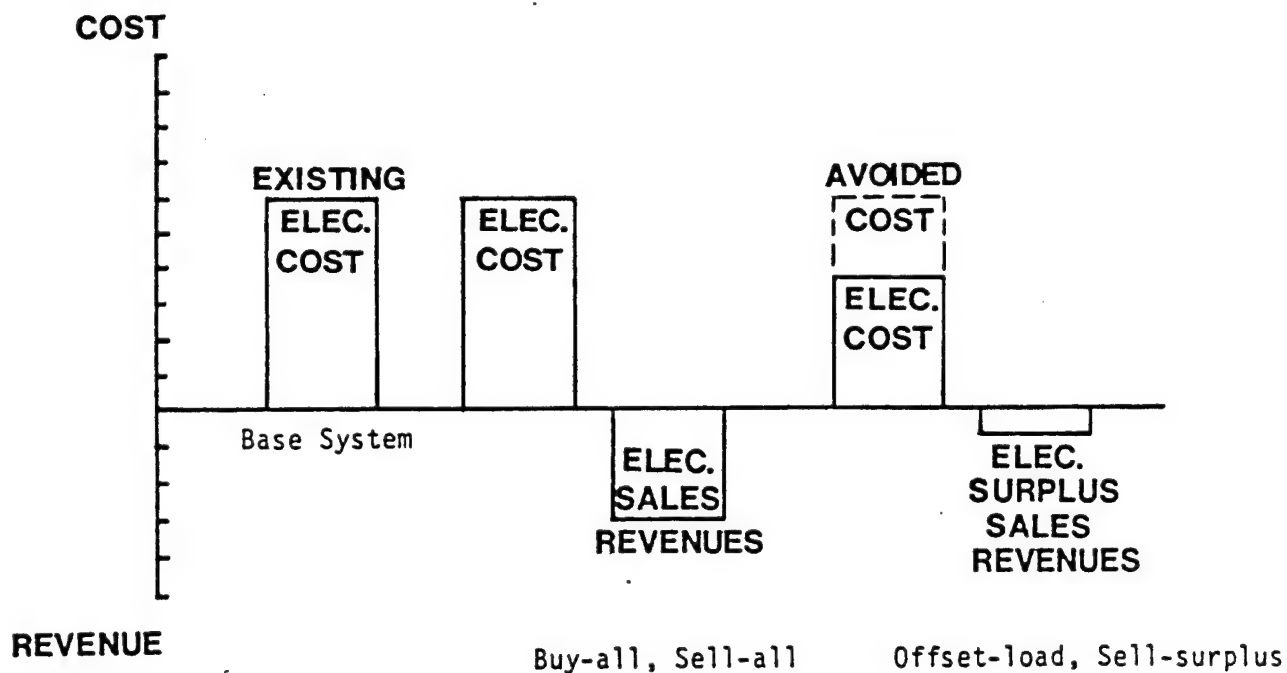 COST
EXISTING
ELEC.
COST
ELEC.
COST
AVOIDED
COST
ELEC.
COST
Base System
ELEC.
SALES
REVENUES
ELEC.
SURPLUS
SALES
REVENUES
REVENUE
Buy-all, Sell-all
Offset-load, Sell-surplus